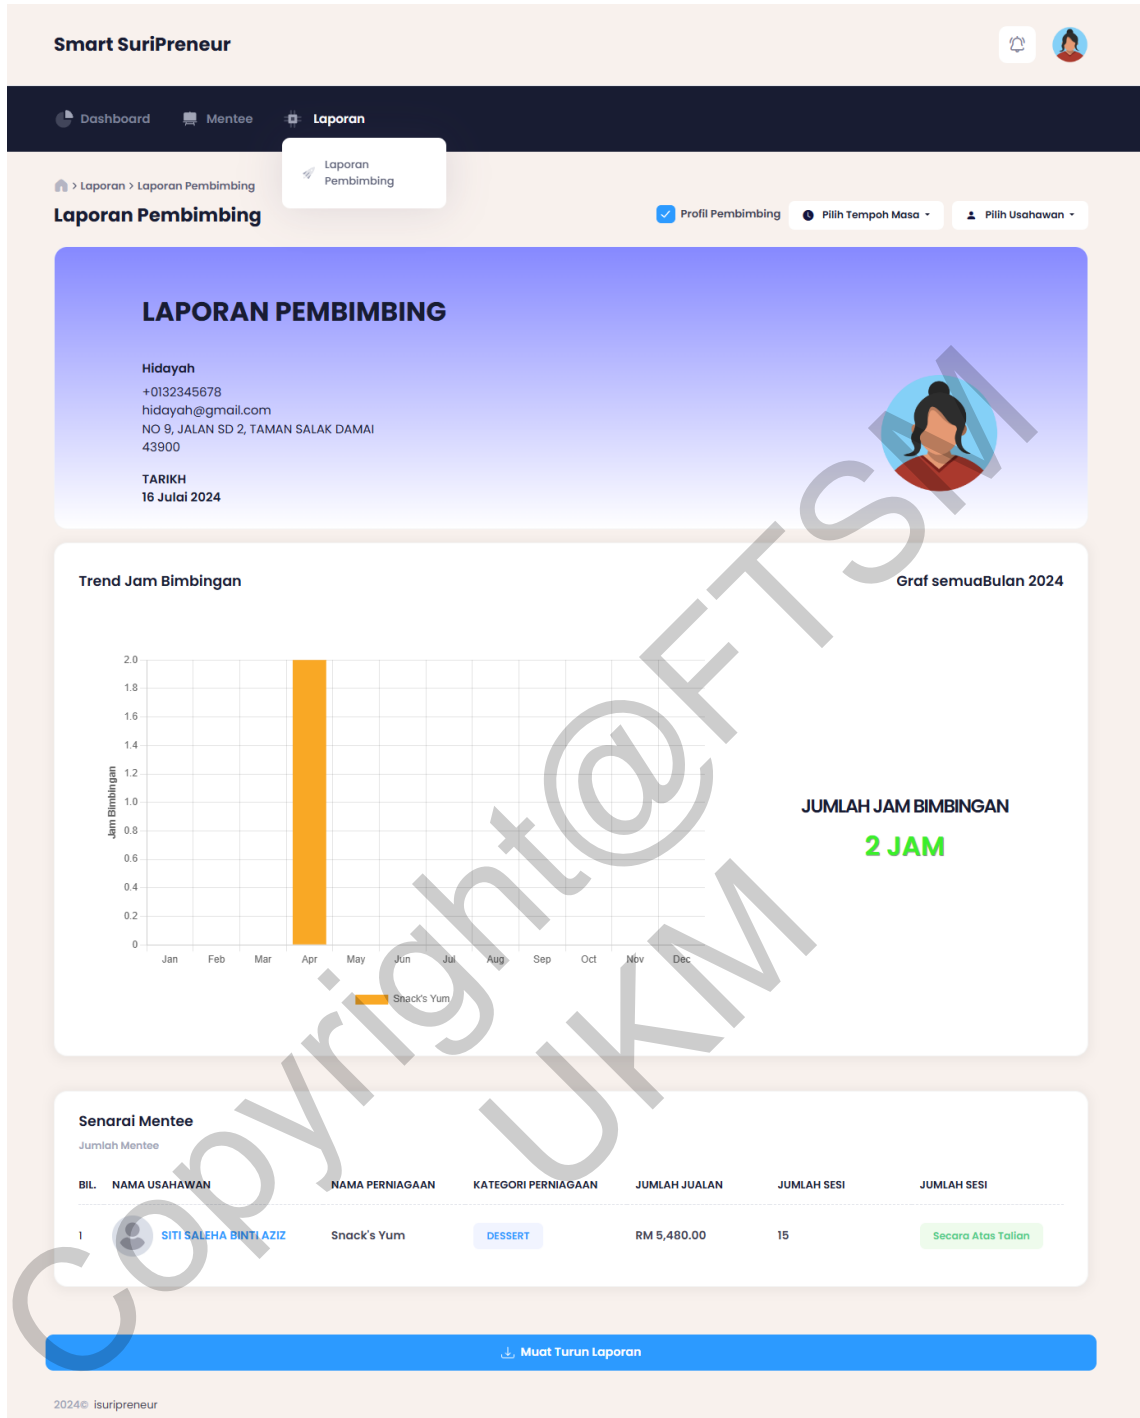 Smart SuriPreneur
Dashboard Mentee Laporan
Laporan
Pembimbing
> Laporan > Laporan Pembimbing
Laporan Pembimbing
Profil Pembimbing Pilih Tempoh Masa Pilih Usahawan
LAPORAN PEMBIMBING
Hidayah
+0132345678
hidayah@gmail.com
NO 9, JALAN SD 2, TAMAN SALAK DAMAI
43900
TARIKH
16 Julai 2024
Trend Jam Bimbingan
Graf semuaBulan 2024
2.0
1.8
1.6
1.4
1.2
1.0
0.8
0.6
0.4
0.2
0
Jam Bimbingan
Jan Feb Mar Apr May Jun Jul Aug Sep Oct Nov Dec
Snack's Yum
JUMLAH JAM BIMBINGAN
2 JAM
Senarai Mentee
Jumlah Mentee
BIL. NAMA USAHAWAN NAMA PERNIAGAAN KATEGORI PERNIAGAAN JUMLAH JUALAN JUMLAH SESI JUMLAH SESI
1 SITI SALEHA BINTI AZIZ Snack's Yum DESSERT RM 5,480.00 15 Secara Atas Talian
Muat Turun Laporan
2024© isuripreneur
Copyright@FTSM
UKM